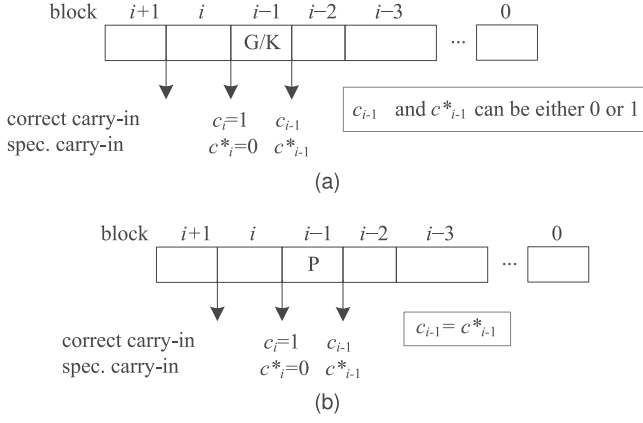 block i+1 i i−1 i−2 i−3 0
G/K ...
correct carry-in c_i=1 c_{i-1}
spec. carry-in c*_i=0 c*_{i-1}
c_{i-1} and c*_{i-1} can be either 0 or 1
(a)
block i+1 i i−1 i−2 i−3 0
P ...
correct carry-in c_i=1 c_{i-1}
spec. carry-in c*_i=0 c*_{i-1}
c_{i-1}= c*_{i-1}
(b)